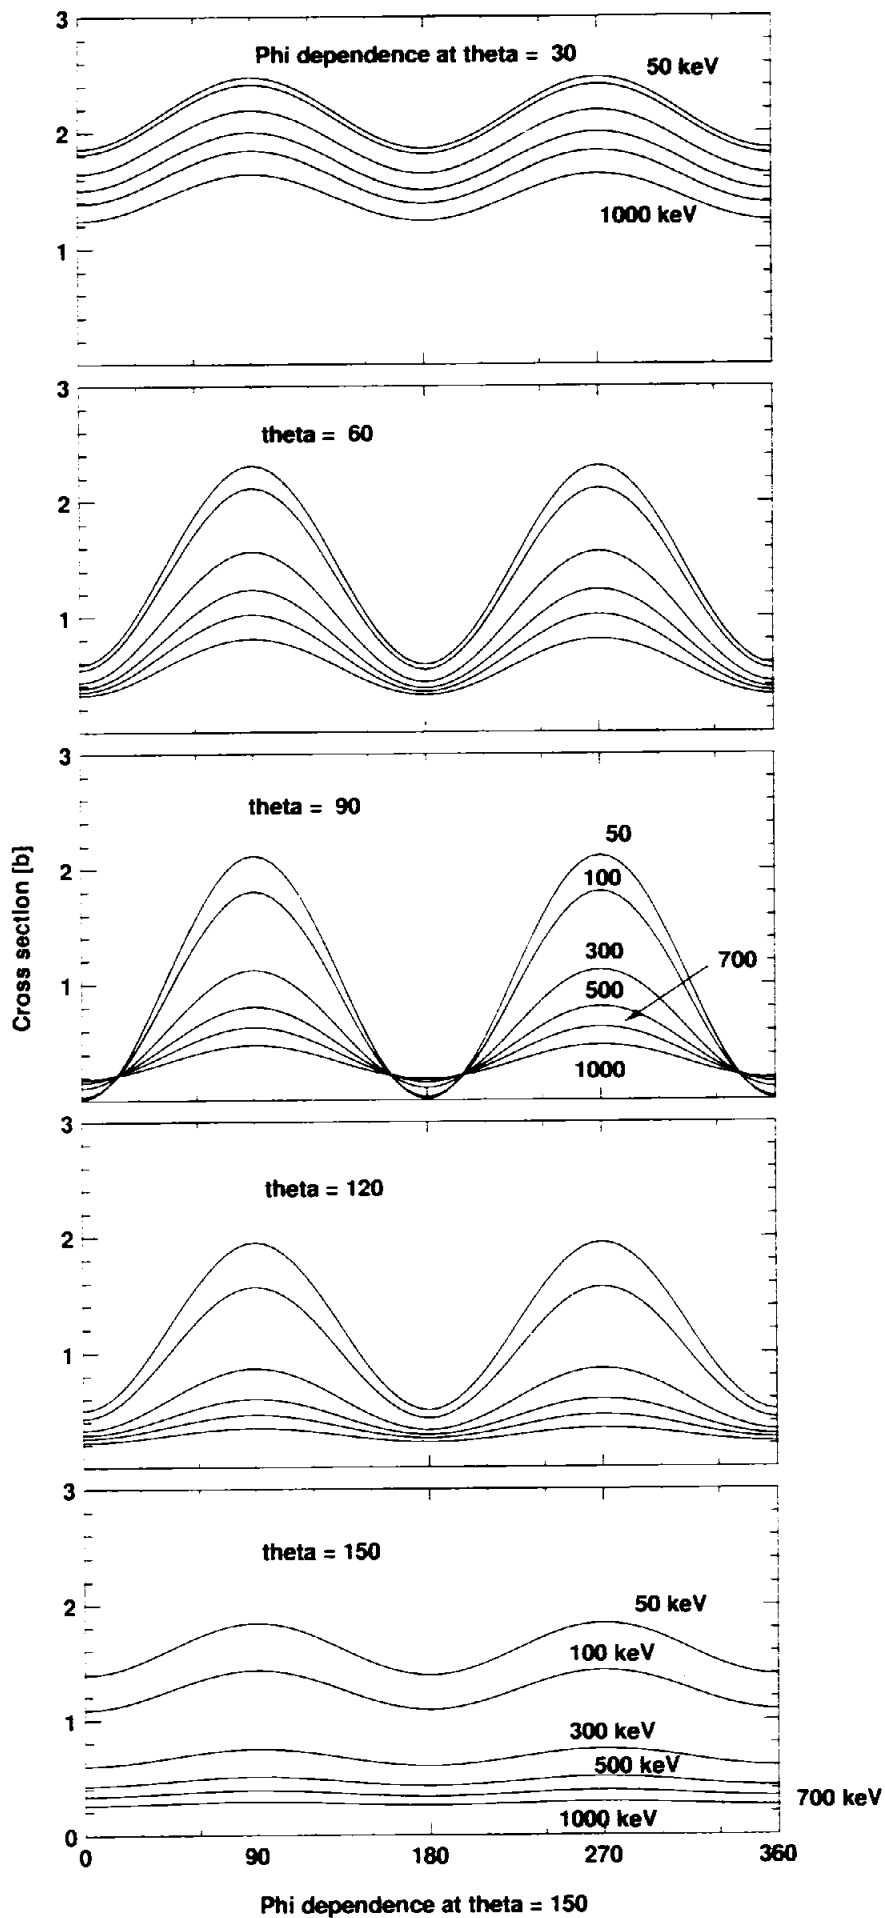 3
Phi dependence at theta = 30
50 keV
2
1000 keV
1
3
theta = 60
2
1
3
theta = 90
50
2
100
300
700
500
1
1000
Cross section [b]
3
theta = 120
2
1
3
theta = 150
50 keV
2
100 keV
1
300 keV
500 keV
700 keV
1000 keV
0
0 90 180 270 360
Phi dependence at theta = 150